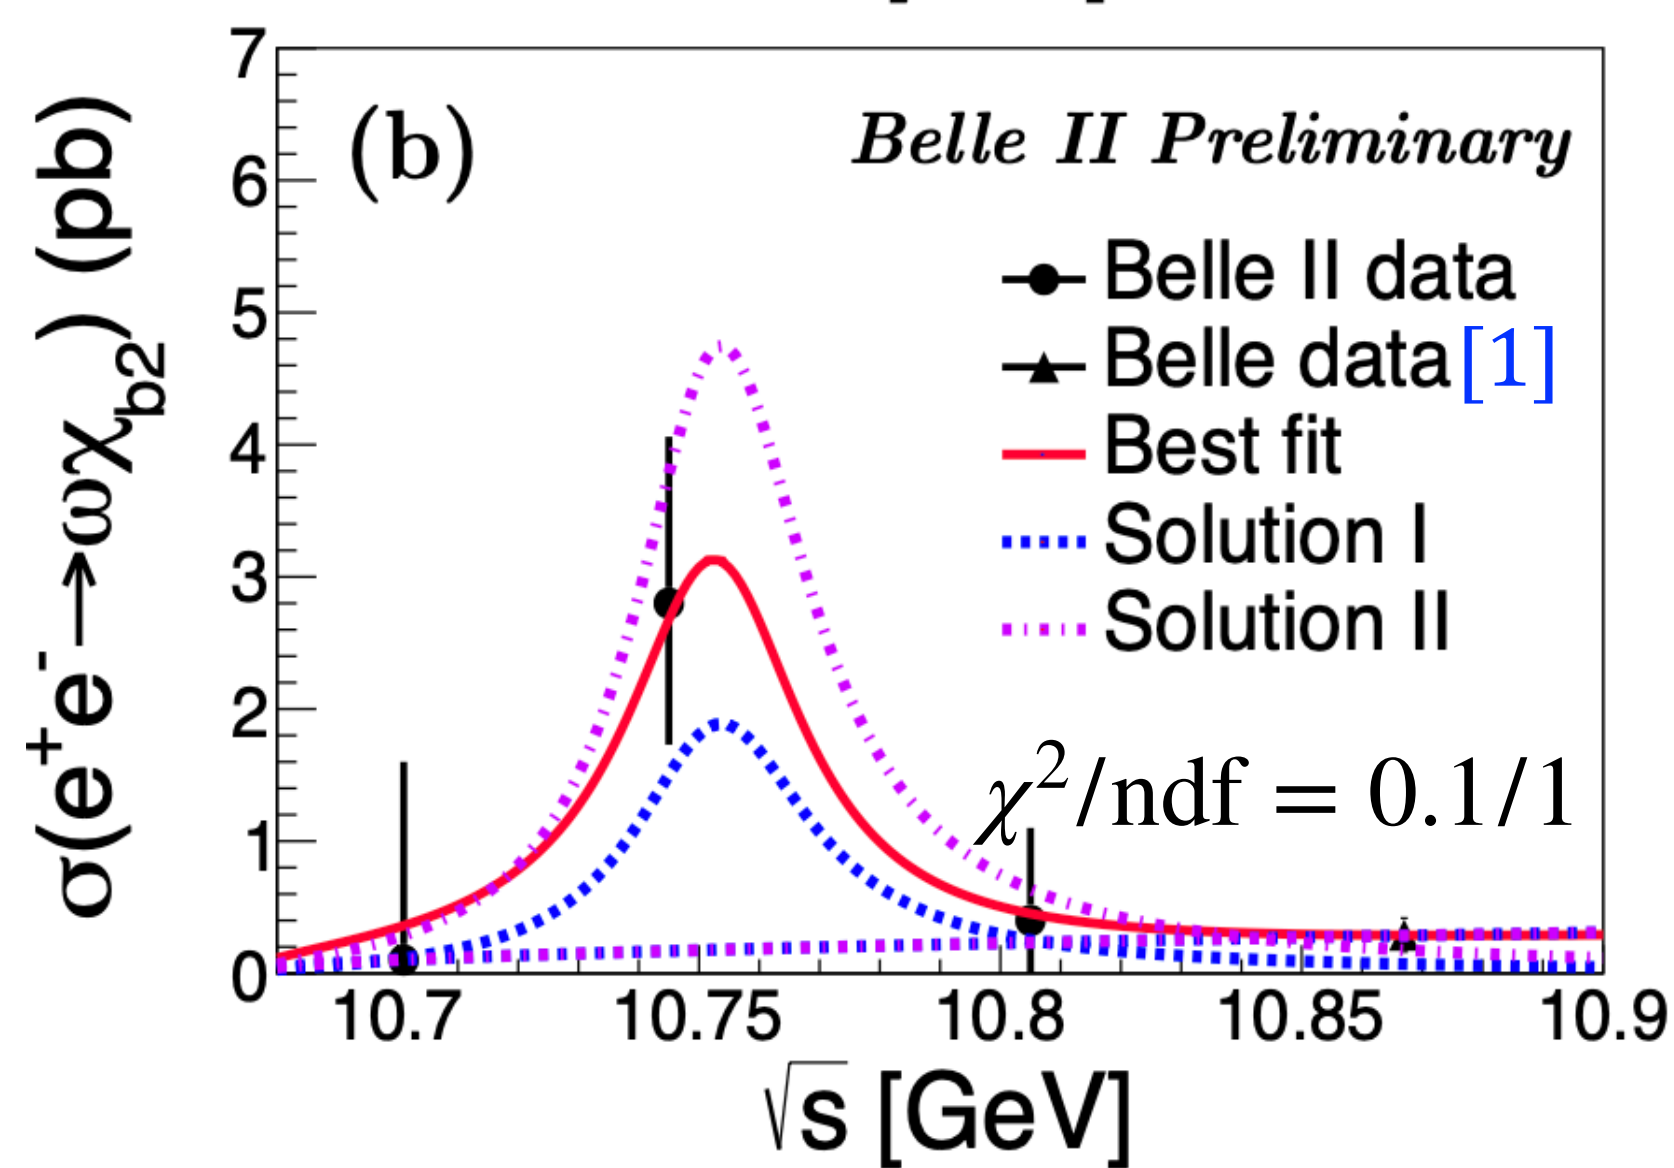 7
6
5
4
3
2
1
0
σ(e⁺e⁻→ωχ_b2) (pb)
(b)
Belle II Preliminary
Belle II data
Belle data[1]
Best fit
Solution I
Solution II
χ²/ndf = 0.1/1
10.7 10.75 10.8 10.85 10.9
√s [GeV]